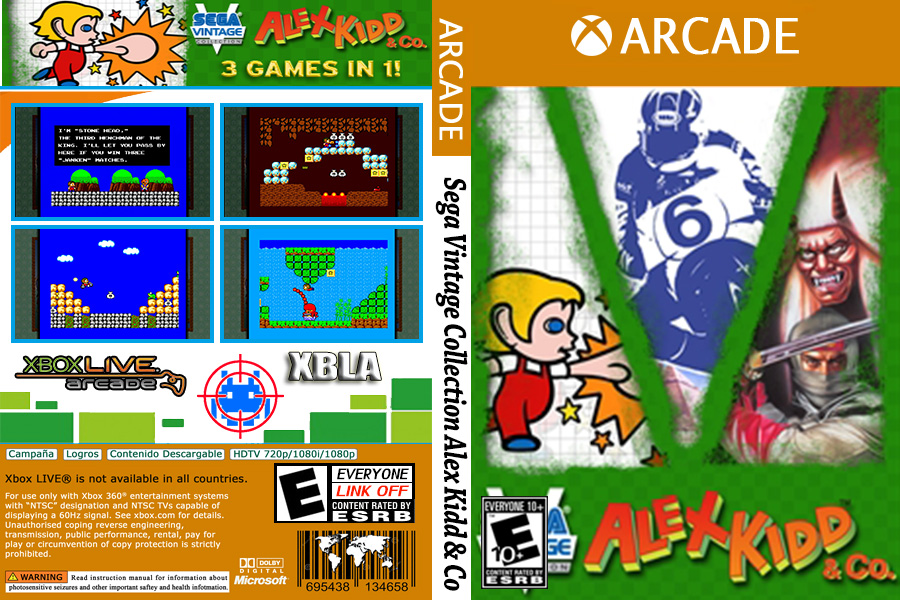 SEGA
VINTAGE
COLLECTION
ALEX KIDD
& Co.
3 GAMES IN 1!
I'M "STONE HEAD,"
THE THIRD HENCHMAN OF THE
KING. I'LL LET YOU PASS BY
HERE IF YOU WIN THREE
"JANKEN" MATCHES.
XBOX LIVE
arcade
XBLA
Campaña
Logros
Contenido Descargable
HDTV 720p/1080i/1080p
Xbox LIVE® is not available in all countries.
For use only with Xbox 360® entertainment systems
with “NTSC” designation and NTSC TVs capable of
displaying a 60Hz signal. See xbox.com for details.
Unauthorised coping reverse engineering,
transmission, public performance, rental, pay for
play or circumvention of copy protection is strictly
prohibited.
E
EVERYONE
LINK OFF
CONTENT RATED BY
ESRB
WARNING Read instruction manual for information about
photosensitive seizures and other important saftey and health infotmation.
DOLBY
DIGITAL
Microsoft
695438 134658
ARCADE
Sega Vintage Collection Alex Kidd & Co
ARCADE
6
EVERYONE 10+
E
10+
CONTENT RATED BY
ESRB
ALEX KIDD
& Co.